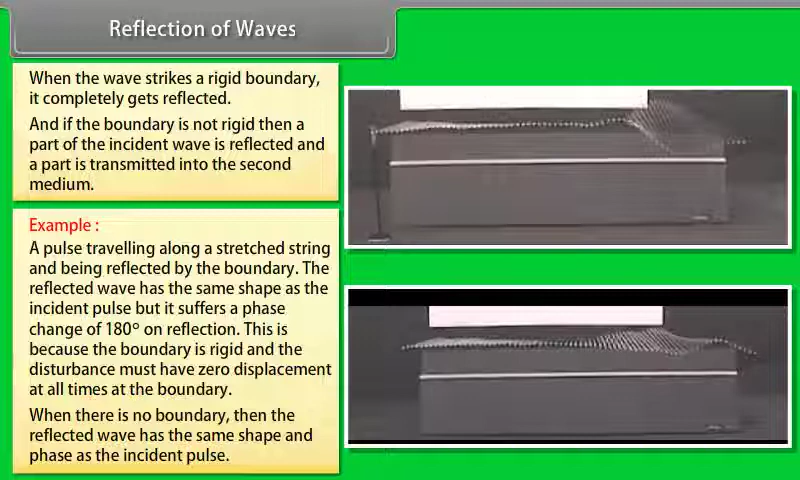 Reflection of Waves
When the wave strikes a rigid boundary,
it completely gets reflected.
And if the boundary is not rigid then a
part of the incident wave is reflected and
a part is transmitted into the second
medium.
Example :
A pulse travelling along a stretched string
and being reflected by the boundary. The
reflected wave has the same shape as the
incident pulse but it suffers a phase
change of 180º on reflection. This is
because the boundary is rigid and the
disturbance must have zero displacement
at all times at the boundary.
When there is no boundary, then the
reflected wave has the same shape and
phase as the incident pulse.